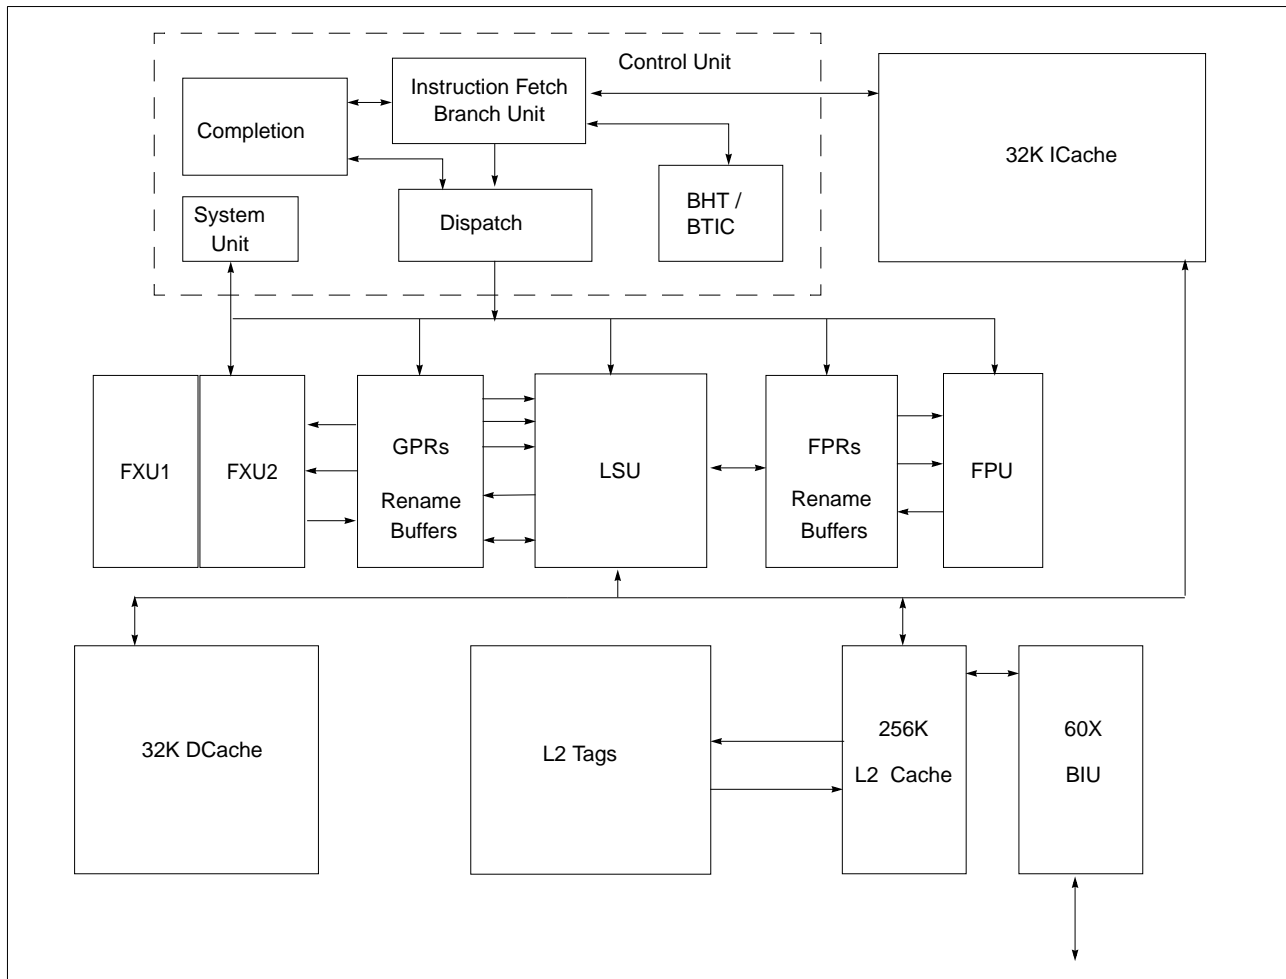 Control Unit
Instruction Fetch
Branch Unit
Completion
32K ICache
BHT /
BTIC
System
Unit
Dispatch
FXU1
FXU2
GPRs
Rename
Buffers
LSU
FPRs
Rename
Buffers
FPU
32K DCache
L2 Tags
256K
L2 Cache
60X
BIU